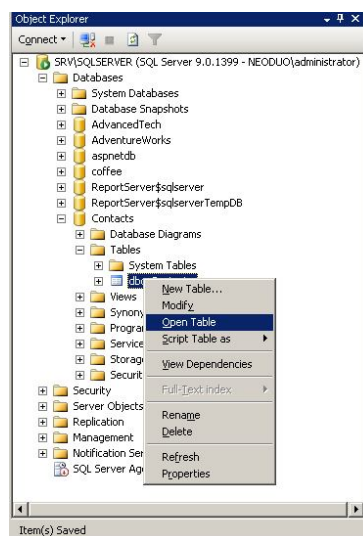 Object Explorer
Connect
SRV\SQLSERVER (SQL Server 9.0.1399 - NEODUO\administrator)
Databases
System Databases
Database Snapshots
AdvancedTech
AdventureWorks
aspnetdb
coffee
ReportServer$sqlserver
ReportServer$sqlserverTempDB
Contacts
Database Diagrams
Tables
System Tables
Views
Synony
Program
Service
Storag
Securit
Security
Server Objects
Replication
Management
Notification Ser
SQL Server Age
New Table...
Modify
Open Table
Script Table as
View Dependencies
Full-Text index
Rename
Delete
Refresh
Properties
Item(s) Saved